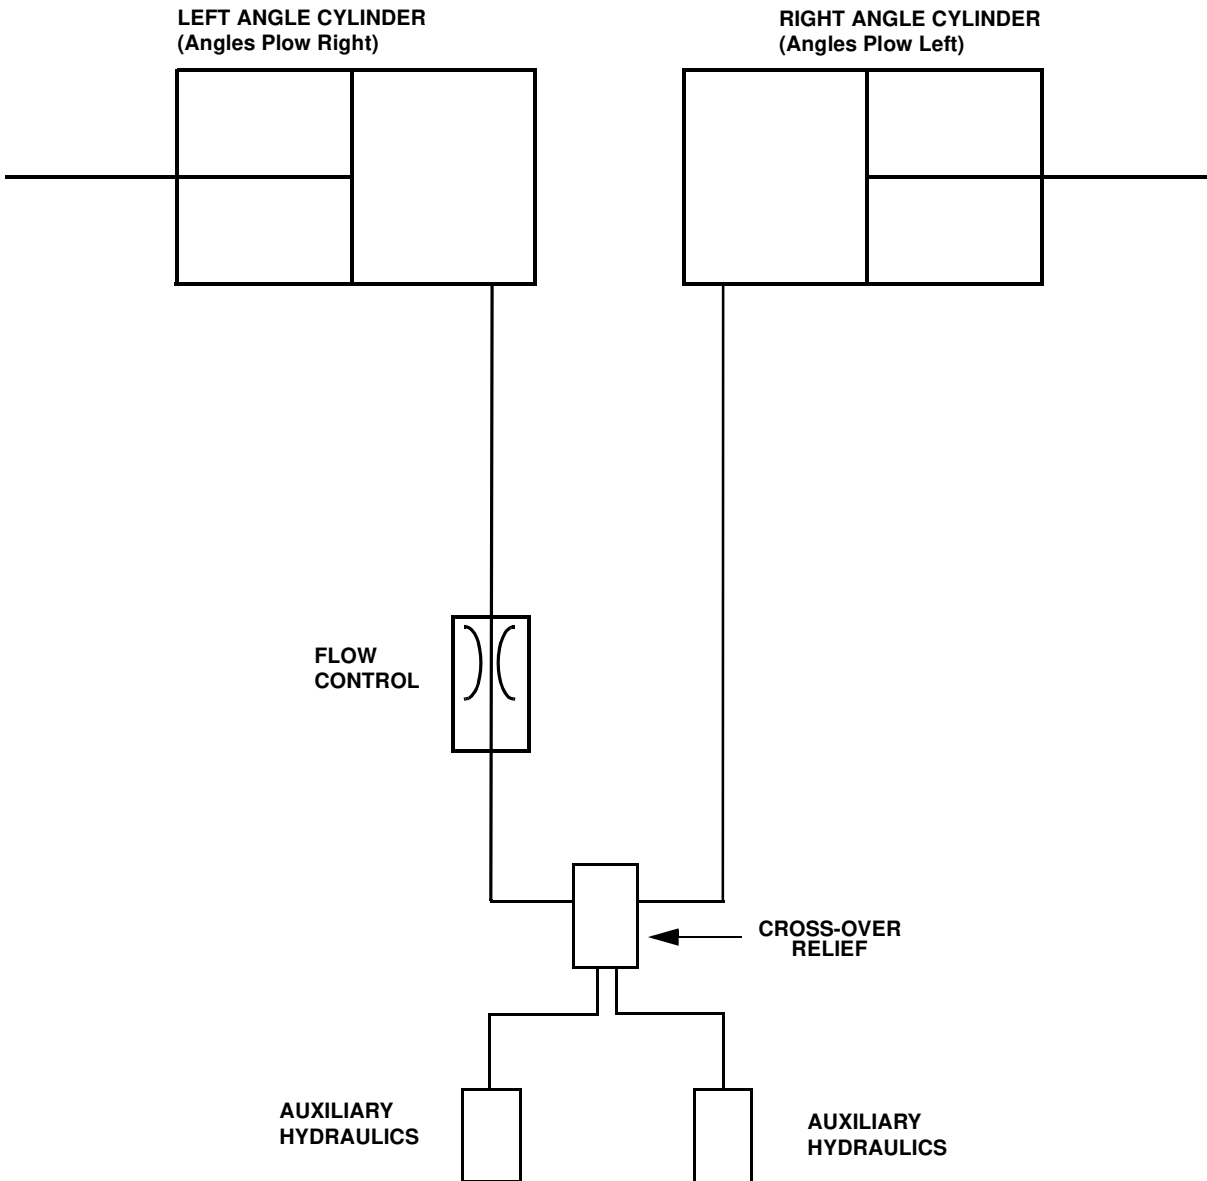 LEFT ANGLE CYLINDER
(Angles Plow Right)
RIGHT ANGLE CYLINDER
(Angles Plow Left)
FLOW
CONTROL
CROSS-OVER
RELIEF
AUXILIARY
HYDRAULICS
AUXILIARY
HYDRAULICS